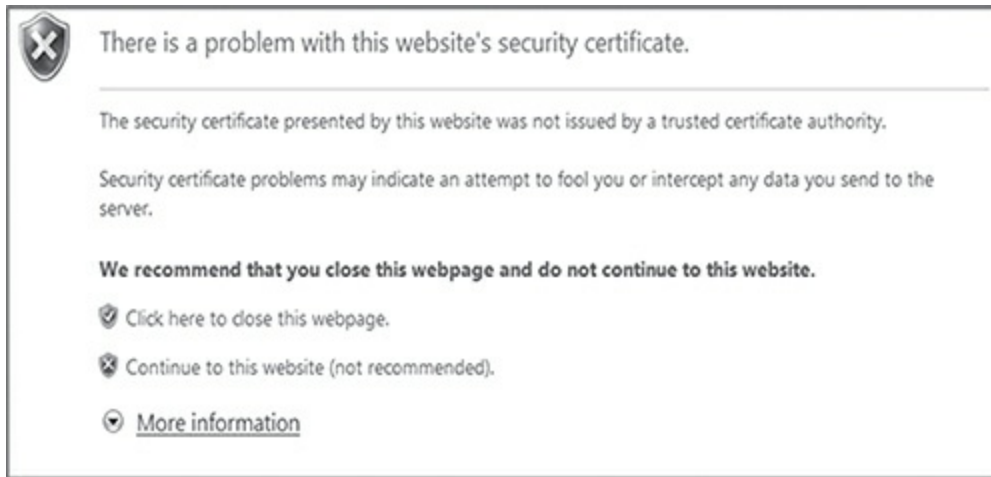 There is a problem with this website's security certificate.
The security certificate presented by this website was not issued by a trusted certificate authority.
Security certificate problems may indicate an attempt to fool you or intercept any data you send to the
server.
We recommend that you close this webpage and do not continue to this website.
Click here to close this webpage.
Continue to this website (not recommended).
More information